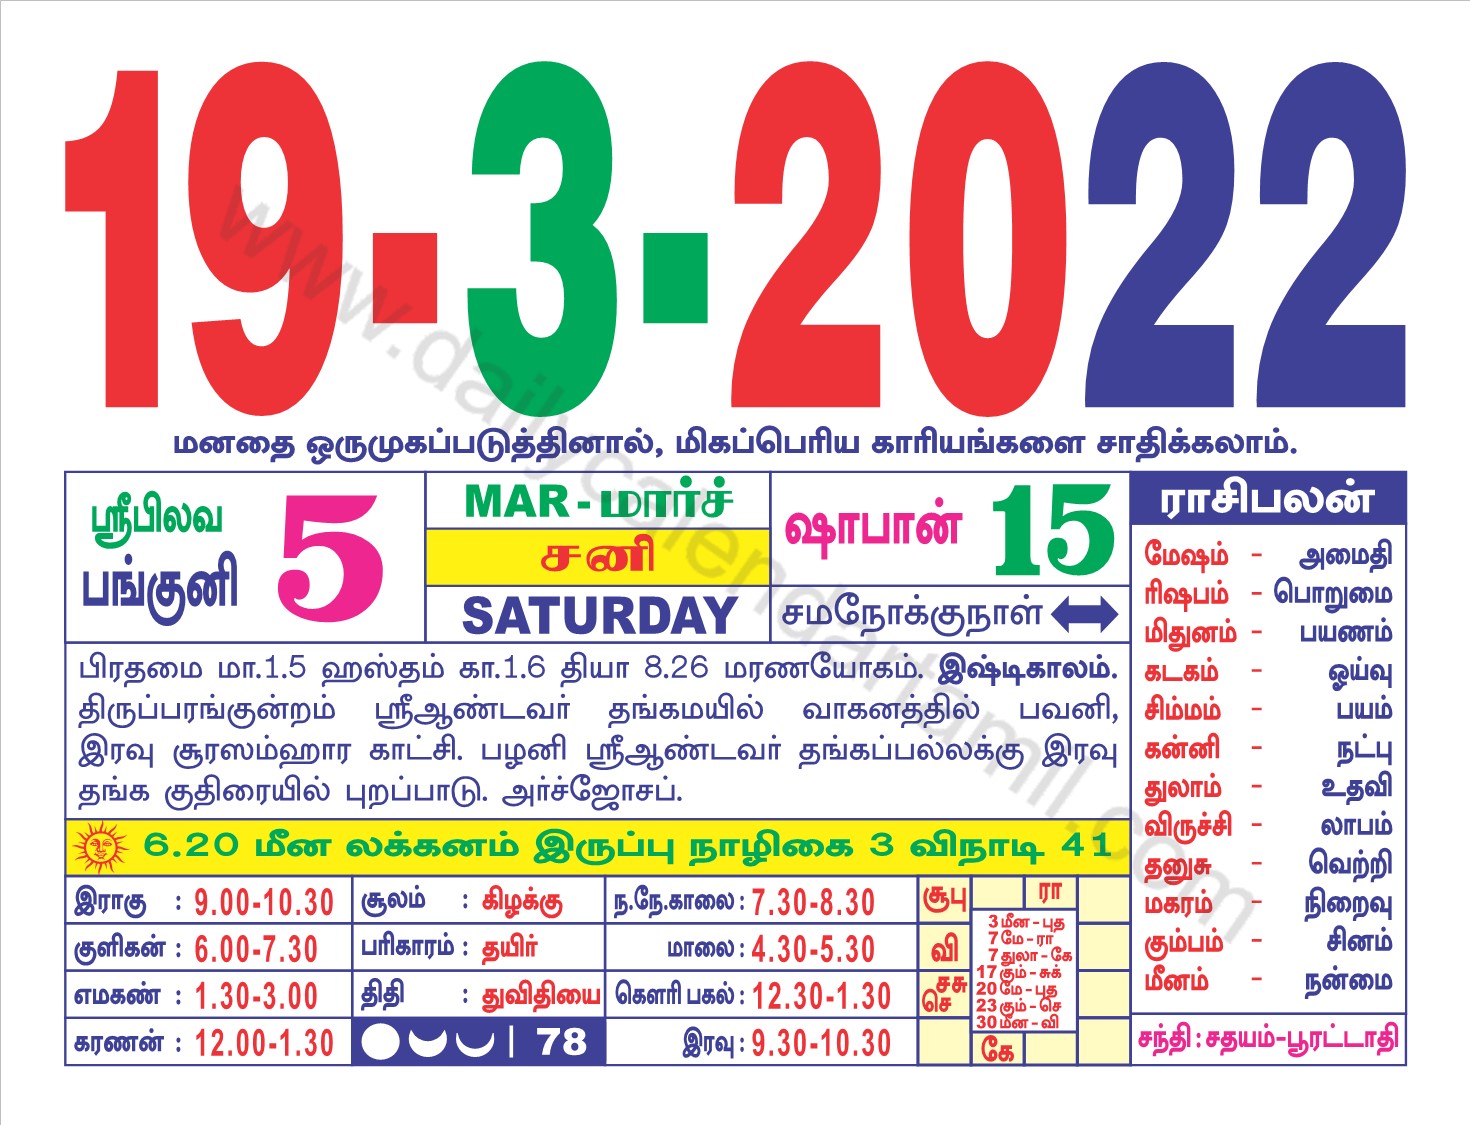 19-3-2022
மனதை ஒருமுகப்படுத்தினால், மிகப்பெரிய காரியங்களை சாதிக்கலாம்.
ஸ்ரீபிலவ
பங்குனி 5
MAR - மார்ச்
சனி
SATURDAY
ஷாபான் 15
சமநோக்குநாள்
பிரதமை மா.1.5 ஹஸ்தம் கா.1.6 தியா 8.26 மரணயோகம். இஷ்டிகாலம்.
திருப்பரங்குன்றம் ஸ்ரீஆண்டவர் தங்கமயில் வாகனத்தில் பவனி,
இரவு சூரஸம்ஹார காட்சி. பழனி ஸ்ரீஆண்டவர் தங்கப்பல்லக்கு இரவு
தங்க குதிரையில் புறப்பாடு. அர்ச்ஜோசப்.
6.20 மீன லக்கனம் இருப்பு நாழிகை 3 விநாடி 41
இராகு : 9.00-10.30
குளிகன் : 6.00-7.30
எமகண் : 1.30-3.00
கரணன் : 12.00-1.30
சூலம் : கிழக்கு
பரிகாரம் : தயிர்
திதி : துவிதியை
| 78
ந.நே.காலை : 7.30-8.30
மாலை : 4.30-5.30
கௌரி பகல் : 12.30-1.30
இரவு : 9.30-10.30
சூபு
ரா
வி
சசு
செ
கே
3 மீன - புத
7 மே - ரா
7 துலா - கே
17 கும் - சுக்
20 மே - புத
23 கும் - செ
30 மீன - வி
ராசிபலன்
மேஷம் - அமைதி
ரிஷபம் - பொறுமை
மிதுனம் - பயணம்
கடகம் - ஓய்வு
சிம்மம் - பயம்
கன்னி - நட்பு
துலாம் - உதவி
விருச்சி - லாபம்
தனுசு - வெற்றி
மகரம் - நிறைவு
கும்பம் - சினம்
மீனம் - நன்மை
சந்தி : சதயம்-பூரட்டாதி
www.dailycalendartamil.com